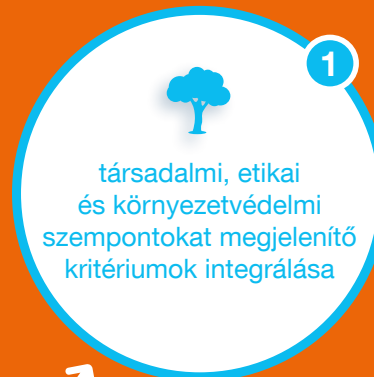 1
társadalmi, etikai
és környezetvédelmi
szempontokat megjelenítő
kritériumok integrálása